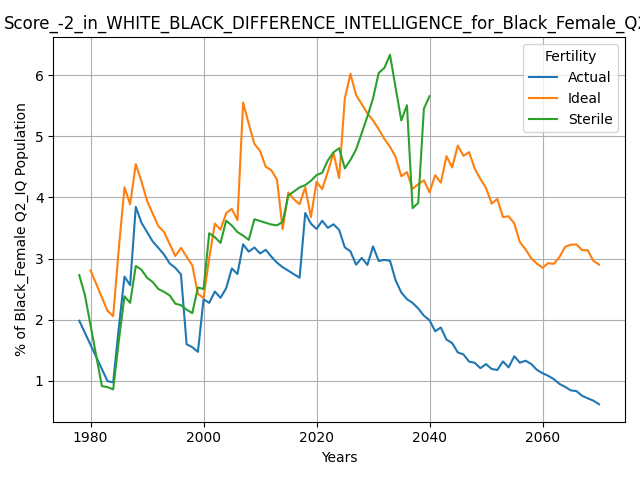 Score_-2_in_WHITE_BLACK_DIFFERENCE_INTELLIGENCE_for_Black_Female_Q2
Fertility
Actual
Ideal
Sterile
% of Black_Female Q2_IQ Population
6
5
4
3
2
1
1980 2000 2020 2040 2060
Years